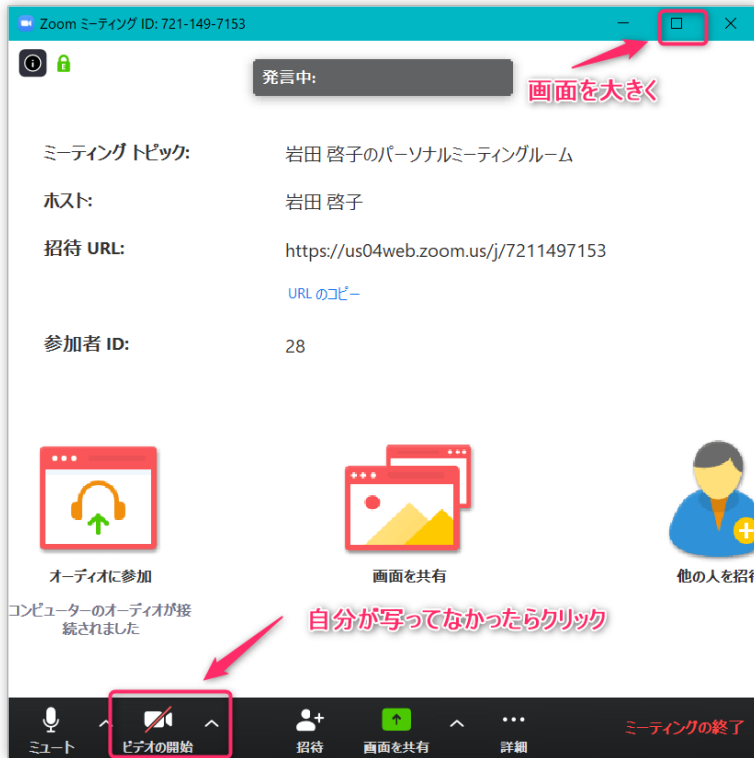 Zoom ミーティング ID: 721-149-7153
発言中:
画面を大きく
ミーティング トピック: 岩田 啓子のパーソナルミーティングルーム
ホスト: 岩田 啓子
招待 URL: https://us04web.zoom.us/j/7211497153
URL のコピー
参加者 ID: 28
オーディオに参加 画面を共有 他の人を招待
コンピューターのオーディオが接
続されました
自分が写ってなかったらクリック
ミュート ビデオの開始 招待 画面を共有 詳細 ミーティングの終了